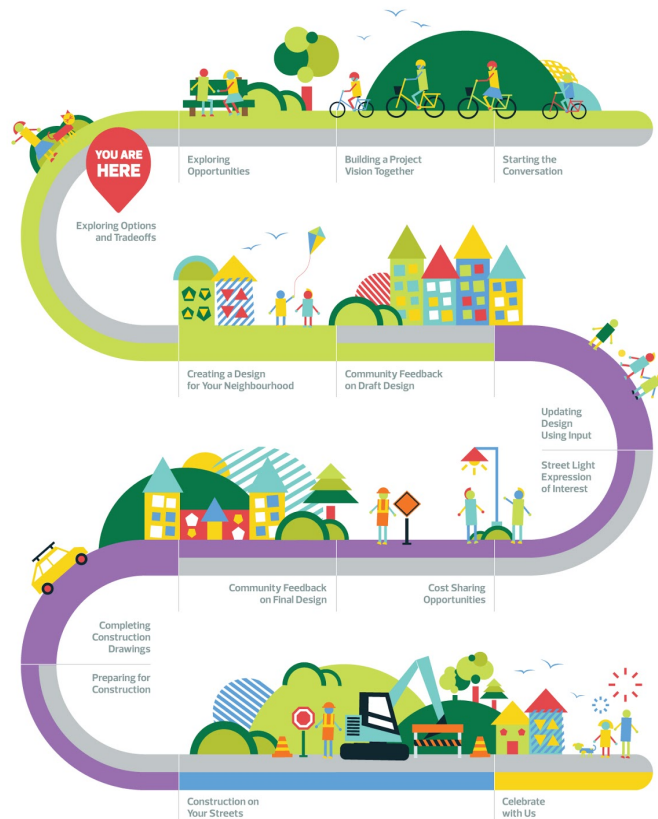 YOU ARE
HERE
Exploring
Opportunities
Building a Project
Vision Together
Starting the
Conversation
Exploring Options
and Tradeoffs
Creating a Design
for Your Neighbourhood
Community Feedback
on Draft Design
Updating
Design
Using Input
Street Light
Expression
of Interest
Community Feedback
on Final Design
Cost Sharing
Opportunities
Completing
Construction
Drawings
Preparing for
Construction
Construction on
Your Streets
Celebrate
with Us